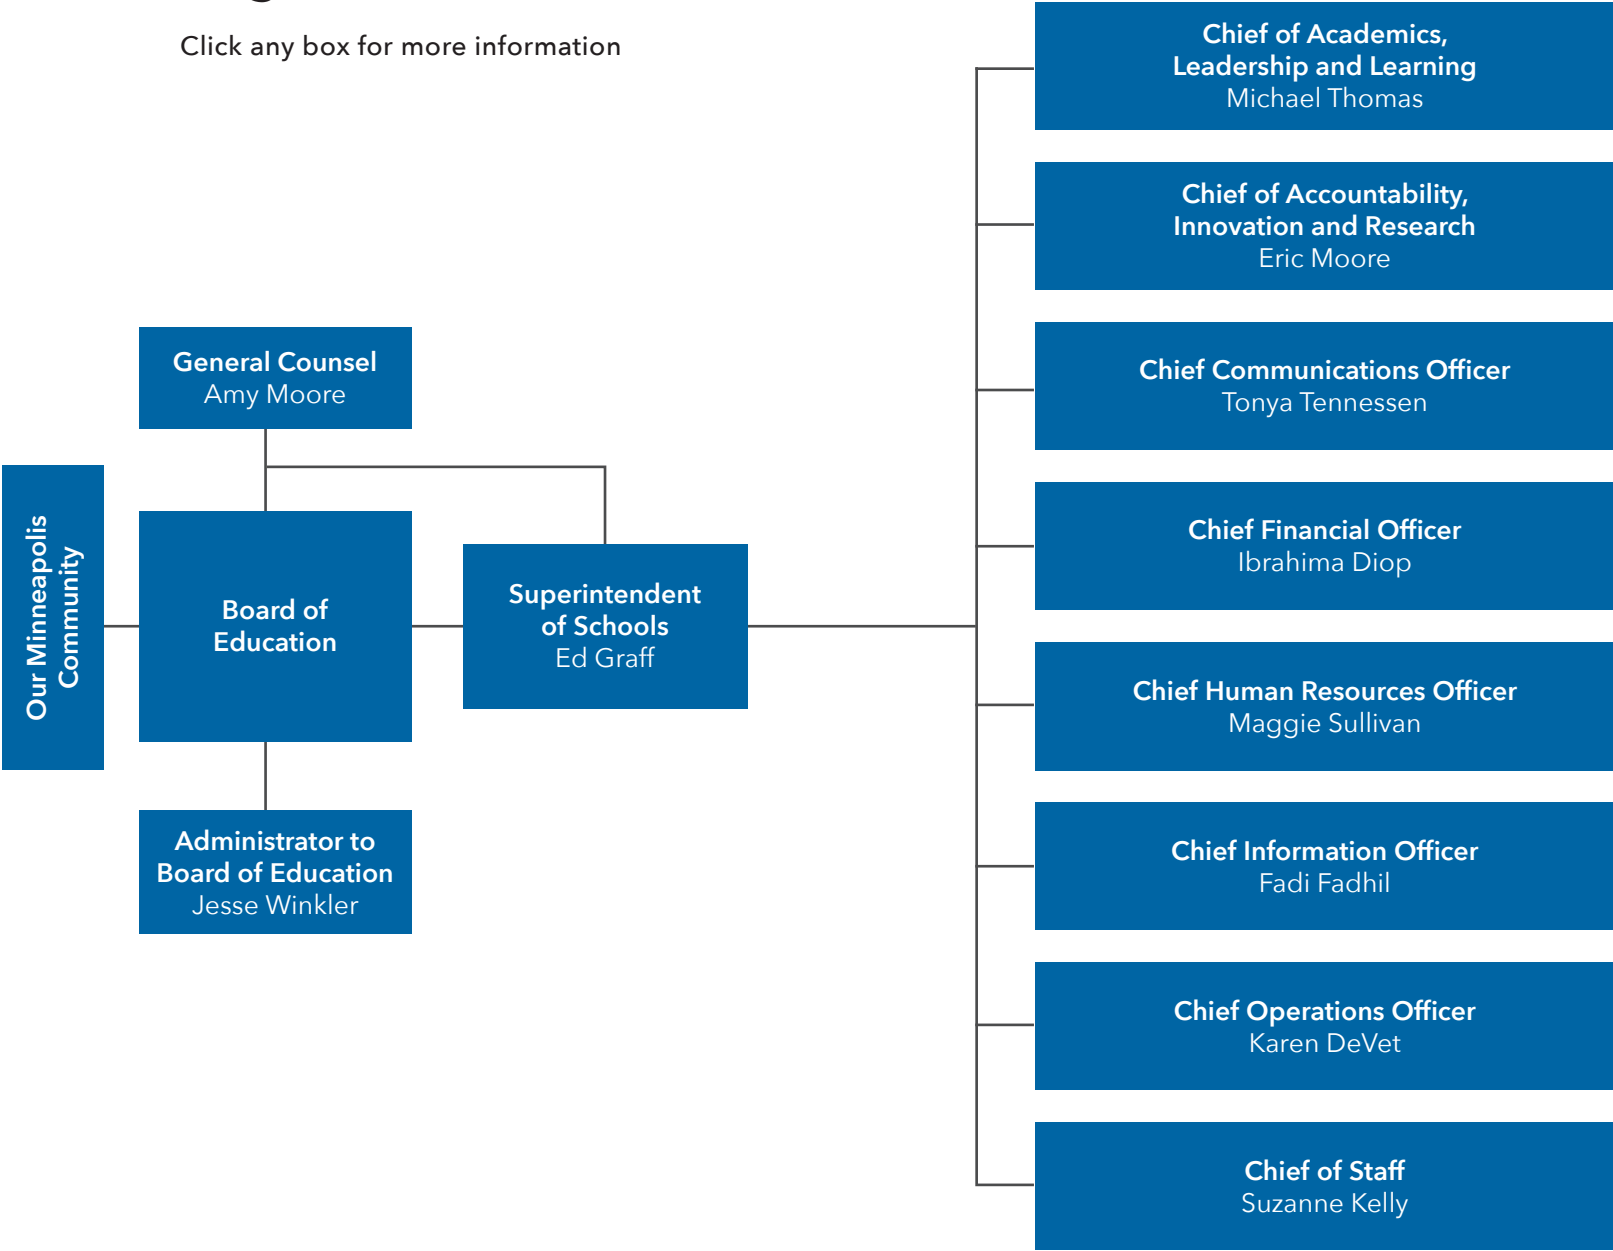 Click any box for more information
Chief of Academics,
Leadership and Learning
Michael Thomas
Chief of Accountability,
Innovation and Research
Eric Moore
General Counsel
Amy Moore
Chief Communications Officer
Tonya Tennessen
Our Minneapolis
Community
Board of
Education
Superintendent
of Schools
Ed Graff
Chief Financial Officer
Ibrahima Diop
Chief Human Resources Officer
Maggie Sullivan
Administrator to
Board of Education
Jesse Winkler
Chief Information Officer
Fadi Fadhil
Chief Operations Officer
Karen DeVet
Chief of Staff
Suzanne Kelly